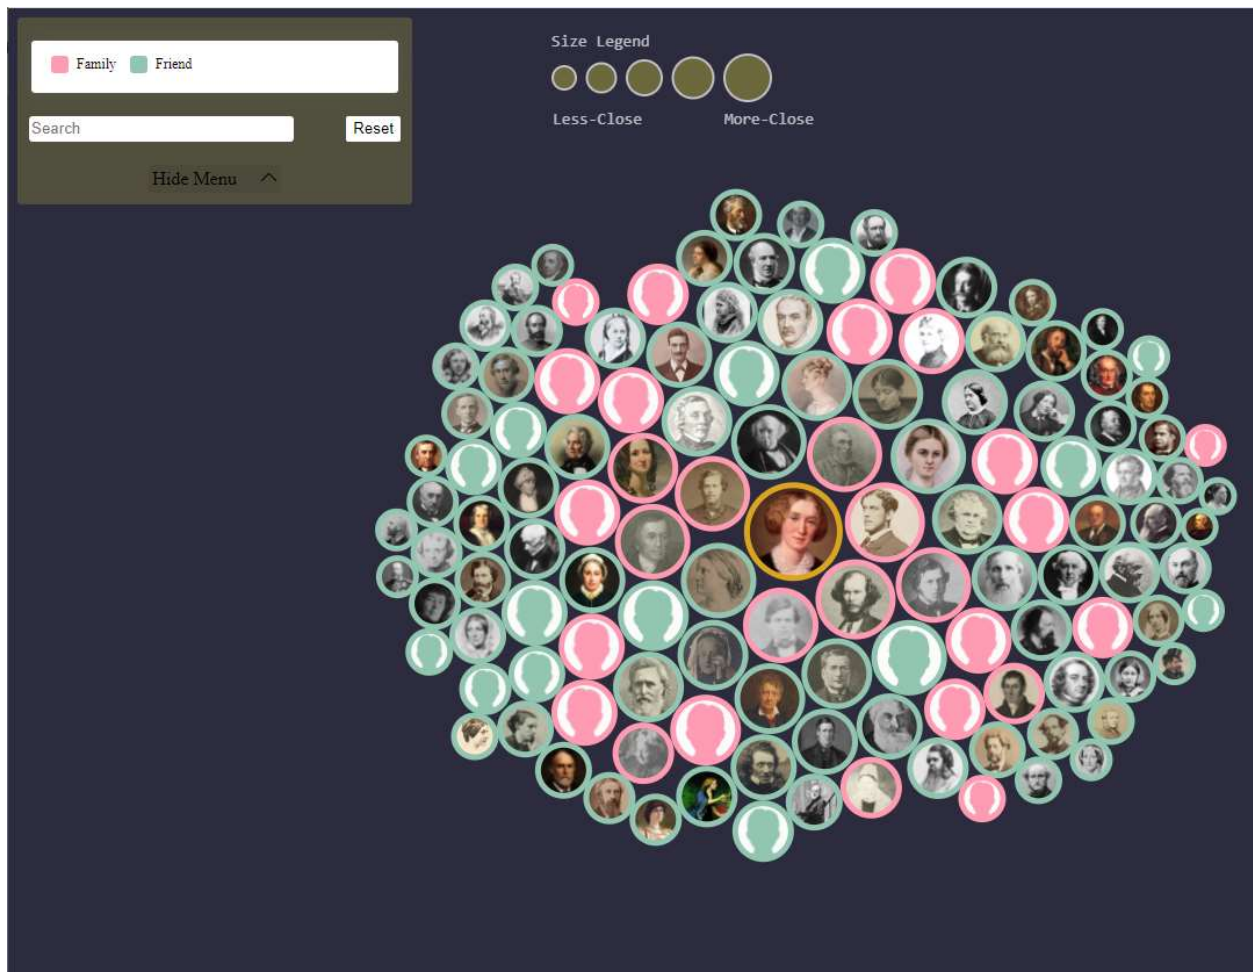 Family Friend
Search Reset
Hide Menu
Size Legend
Less-Close More-Close